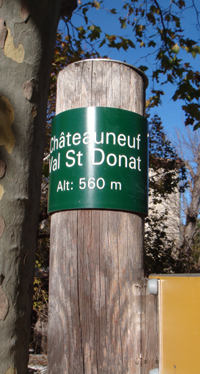 Châteauneuf
Val St Donat
Alt: 560 m